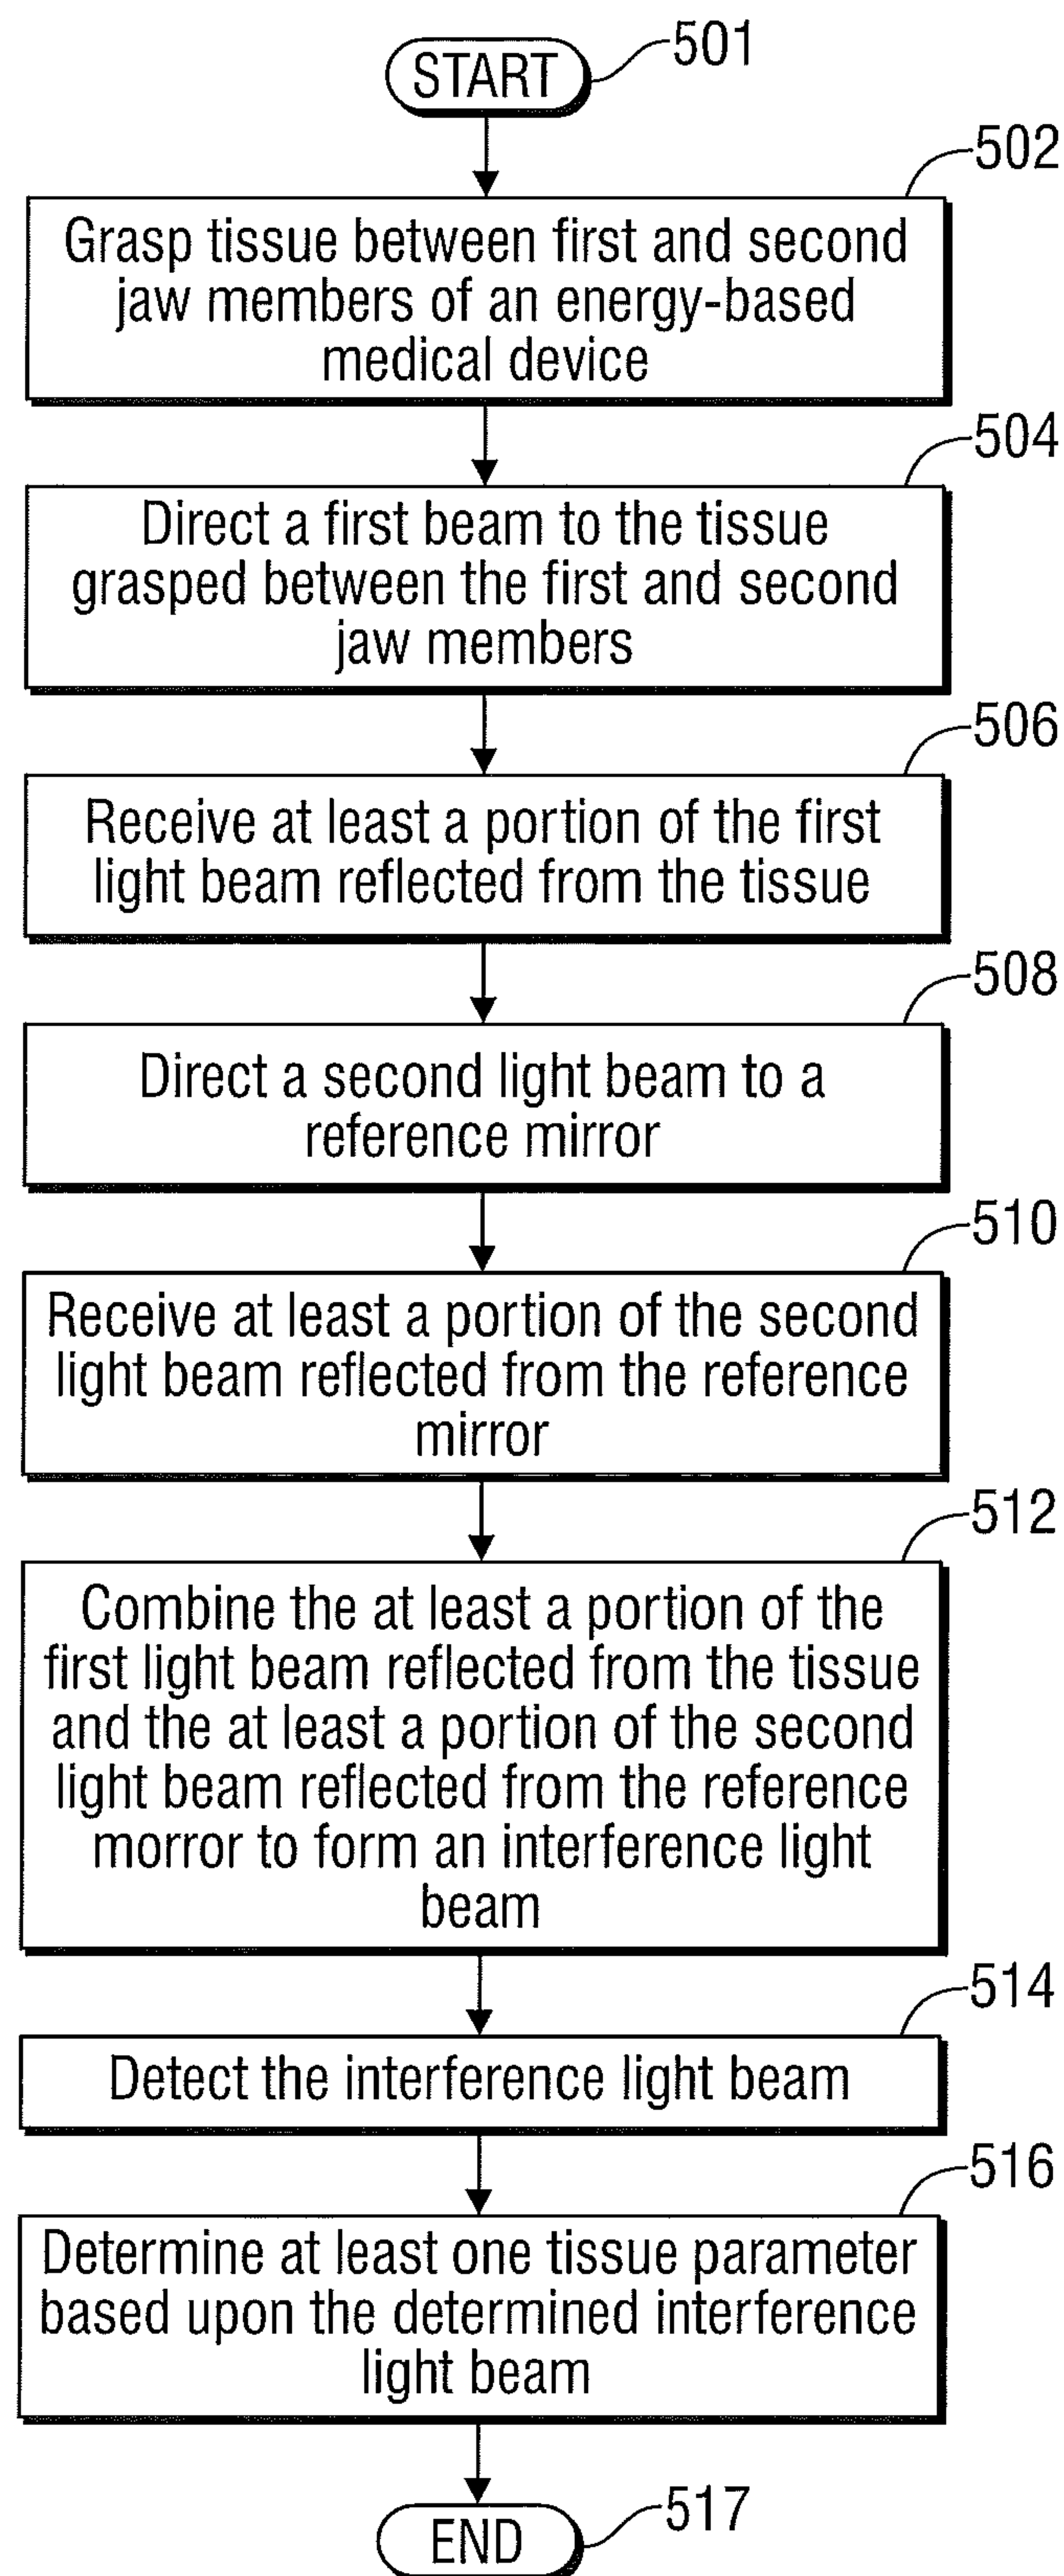 START
501
502
Grasp tissue between first and second
jaw members of an energy-based
medical device
504
Direct a first beam to the tissue
grasped between the first and second
jaw members
506
Receive at least a portion of the first
light beam reflected from the tissue
508
Direct a second light beam to a
reference mirror
510
Receive at least a portion of the second
light beam reflected from the reference
mirror
512
Combine the at least a portion of the
first light beam reflected from the tissue
and the at least a portion of the second
light beam reflected from the reference
morror to form an interference light
beam
514
Detect the interference light beam
516
Determine at least one tissue parameter
based upon the determined interference
light beam
END
517